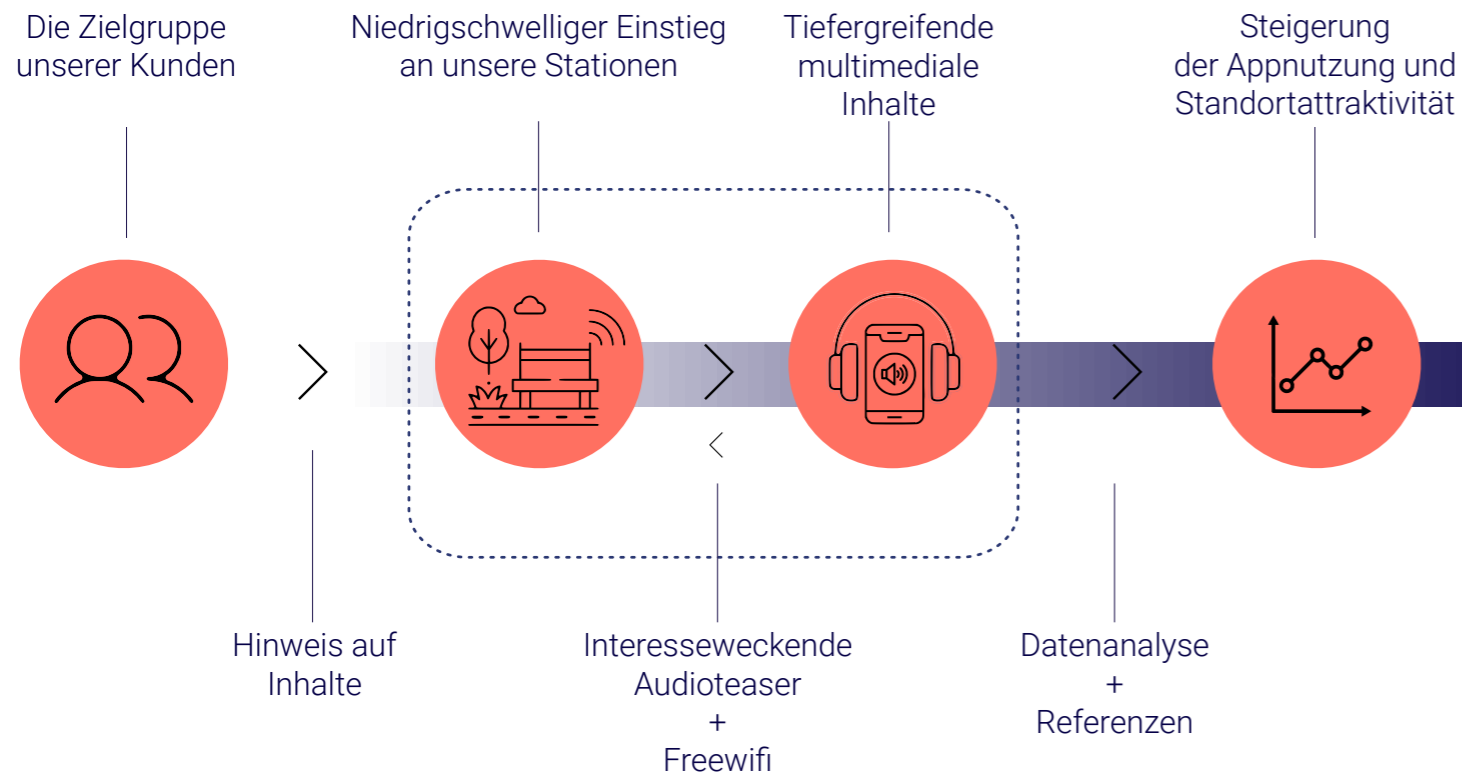 Die Zielgruppe
unserer Kunden
Niedrigschwelliger Einstieg
an unsere Stationen
Tiefergreifende
multimediale
Inhalte
Steigerung
der Appnutzung und
Standortattraktivität
Hinweis auf
Inhalte
Interesseweckende
Audioteaser
+
Freewifi
Datenanalyse
+
Referenzen